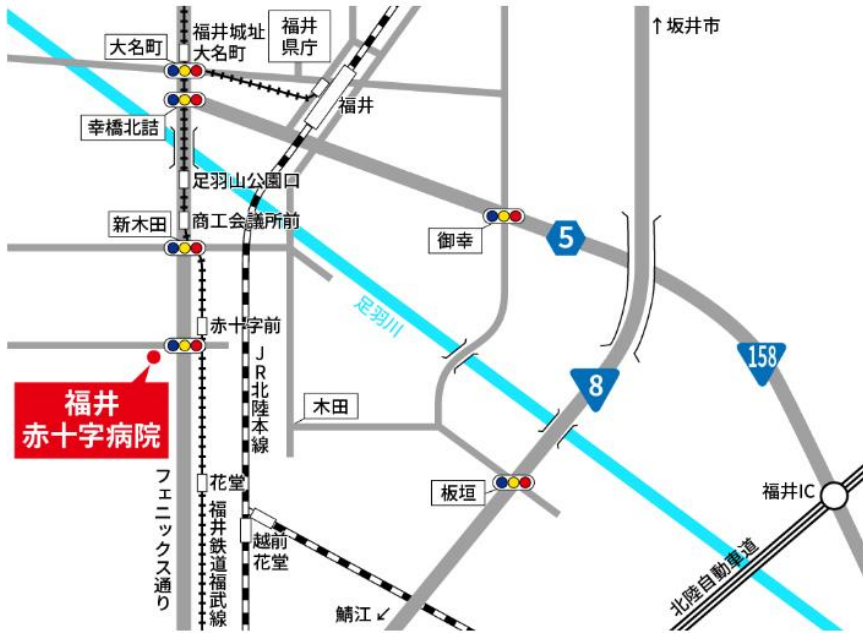 福井城址
大名町
大名町
福井
県庁
↑坂井市
福井
幸橋北詰
足羽山公園口
新木田
商工会議所前
御幸
5
足羽川
赤十字前
158
8
福井
赤十字病院
JR北陸本線
木田
花堂
板垣
福井IC
フェニックス通り
福井鉄道福武線
越前
花堂
北陸自動車道
鯖江↙